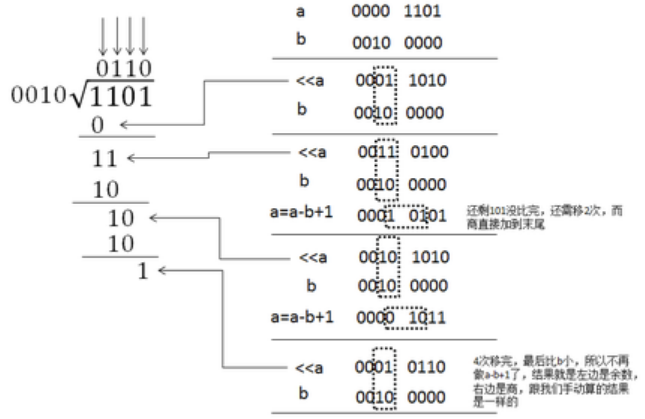 a 0000 1101
b 0010 0000
0110
0010√1101
0
11
10
10
10
1
<<a 0001 1010
b 0010 0000
<<a 0011 0100
b 0010 0000
a=a-b+1 0001 0101
还剩101没比完，还需移2次，而
商直接加到末尾
<<a 0010 1010
b 0010 0000
a=a-b+1 0000 1011
<<a 0001 0110
b 0010 0000
4次移完，最后比b小，所以不再
做a-b+1了，结果就是左边是余数，
右边是商，跟我们手动算的结果
是一样的